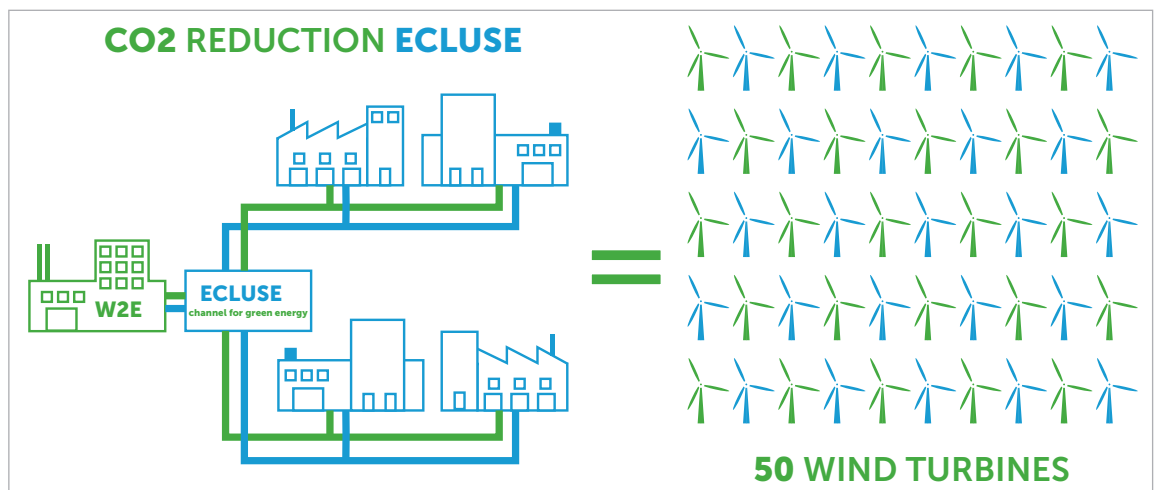 CO2 REDUCTION ECLUSE
W2E
ECLUSE
channel for green energy
50 WIND TURBINES